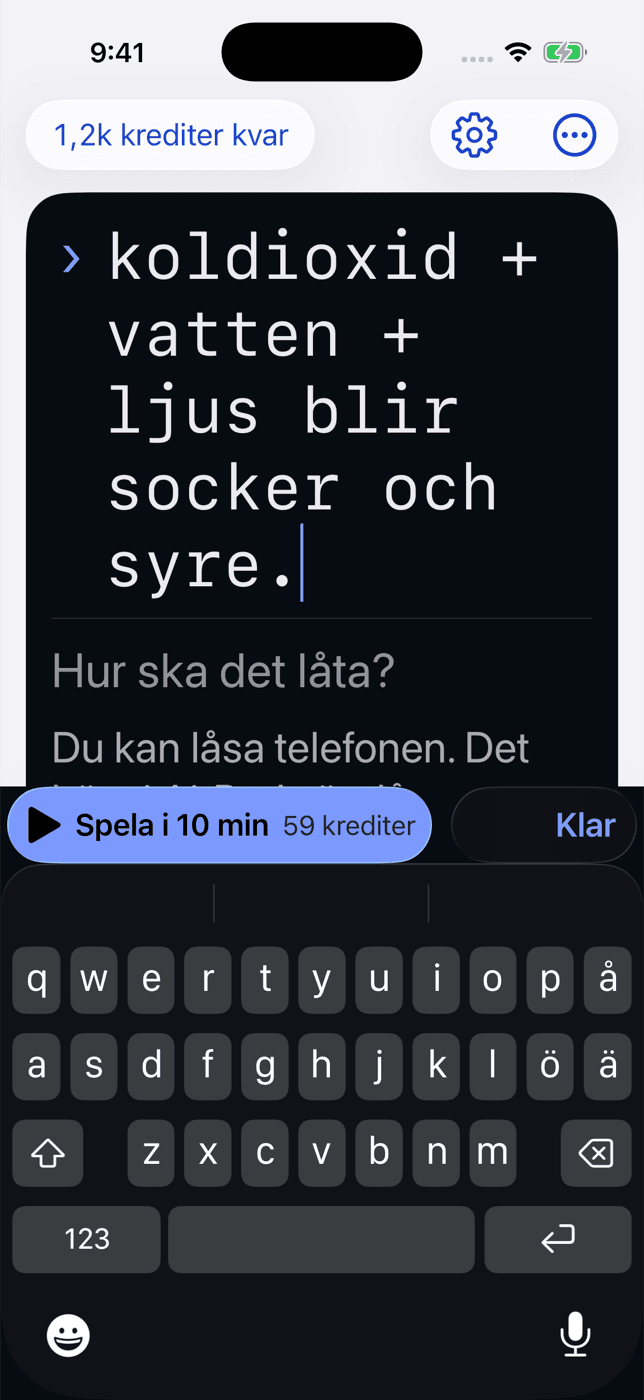 9:41
1,2k krediter kvar
› koldioxid +
vatten +
ljus blir
socker och
syre.
Hur ska det låta?
Du kan låsa telefonen. Det
Spela i 10 min 59 krediter
Klar
q w e r t y u i o p å
a s d f g h j k l ö ä
z x c v b n m
123